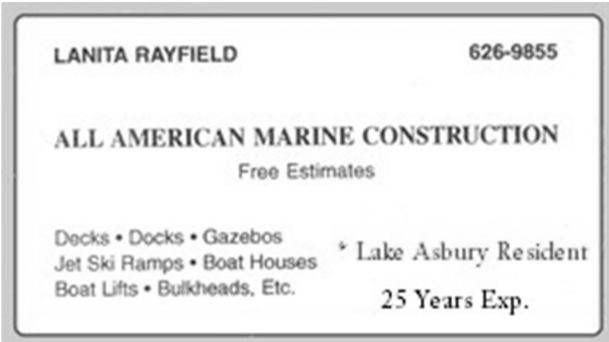 LANITA RAYFIELD 626-9855
ALL AMERICAN MARINE CONSTRUCTION
Free Estimates
Decks • Docks • Gazebos
Jet Ski Ramps • Boat Houses
Boat Lifts • Bulkheads, Etc.
* Lake Asbury Resident
25 Years Exp.